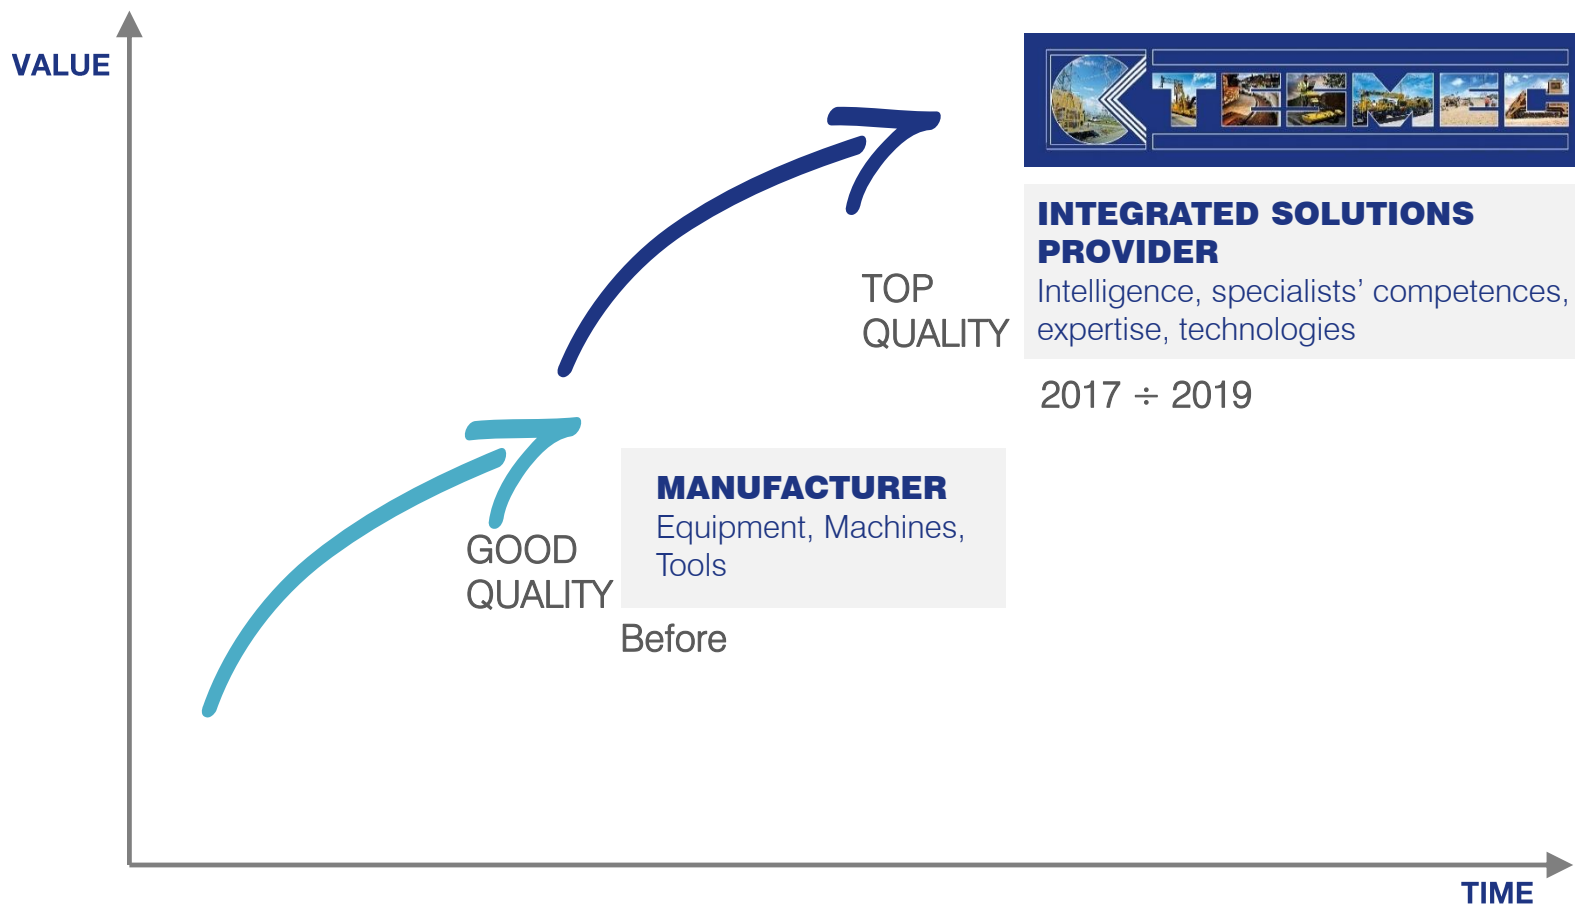 VALUE
TESMEC
INTEGRATED SOLUTIONS
PROVIDER
Intelligence, specialists’ competences,
expertise, technologies
TOP
QUALITY
2017 ÷ 2019
MANUFACTURER
Equipment, Machines,
Tools
GOOD
QUALITY
Before
TIME